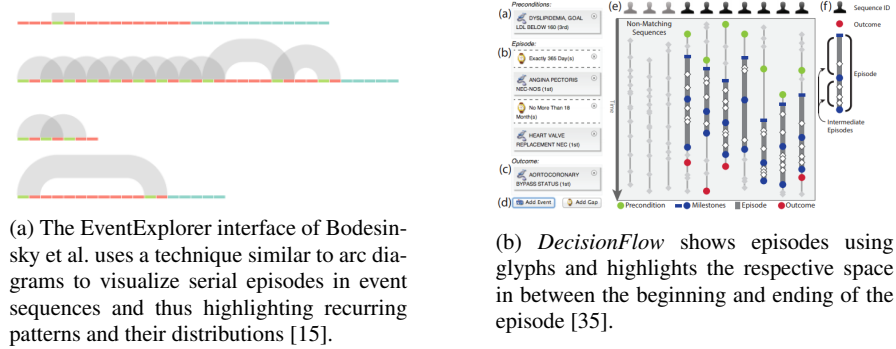 Preconditions:
(a)
DYSLIPIDEMIA, GOAL
LDL BELOW 160 (3rd)
(b)
Episode:
Exactly 365 Day(s)
ANGINA PECTORIS
NEC-NOS (1st)
No More Than 18
Month(s)
HEART VALVE
REPLACEMENT NEC (1st)
Outcome:
(c)
AORTOCORONARY
BYPASS STATUS (1st)
(d)
Add Event
Add Gap
(e)
Non-Matching
Sequences
Time
Precondition
Milestones
Episode
Outcome
(f)
Sequence ID
Outcome
Episode
Intermediate
Episodes
(a) The EventExplorer interface of Bodesin-
sky et al. uses a technique similar to arc dia-
grams to visualize serial episodes in event
sequences and thus highlighting recurring
patterns and their distributions [15].
(b) DecisionFlow shows episodes using
glyphs and highlights the respective space
in between the beginning and ending of the
episode [35].